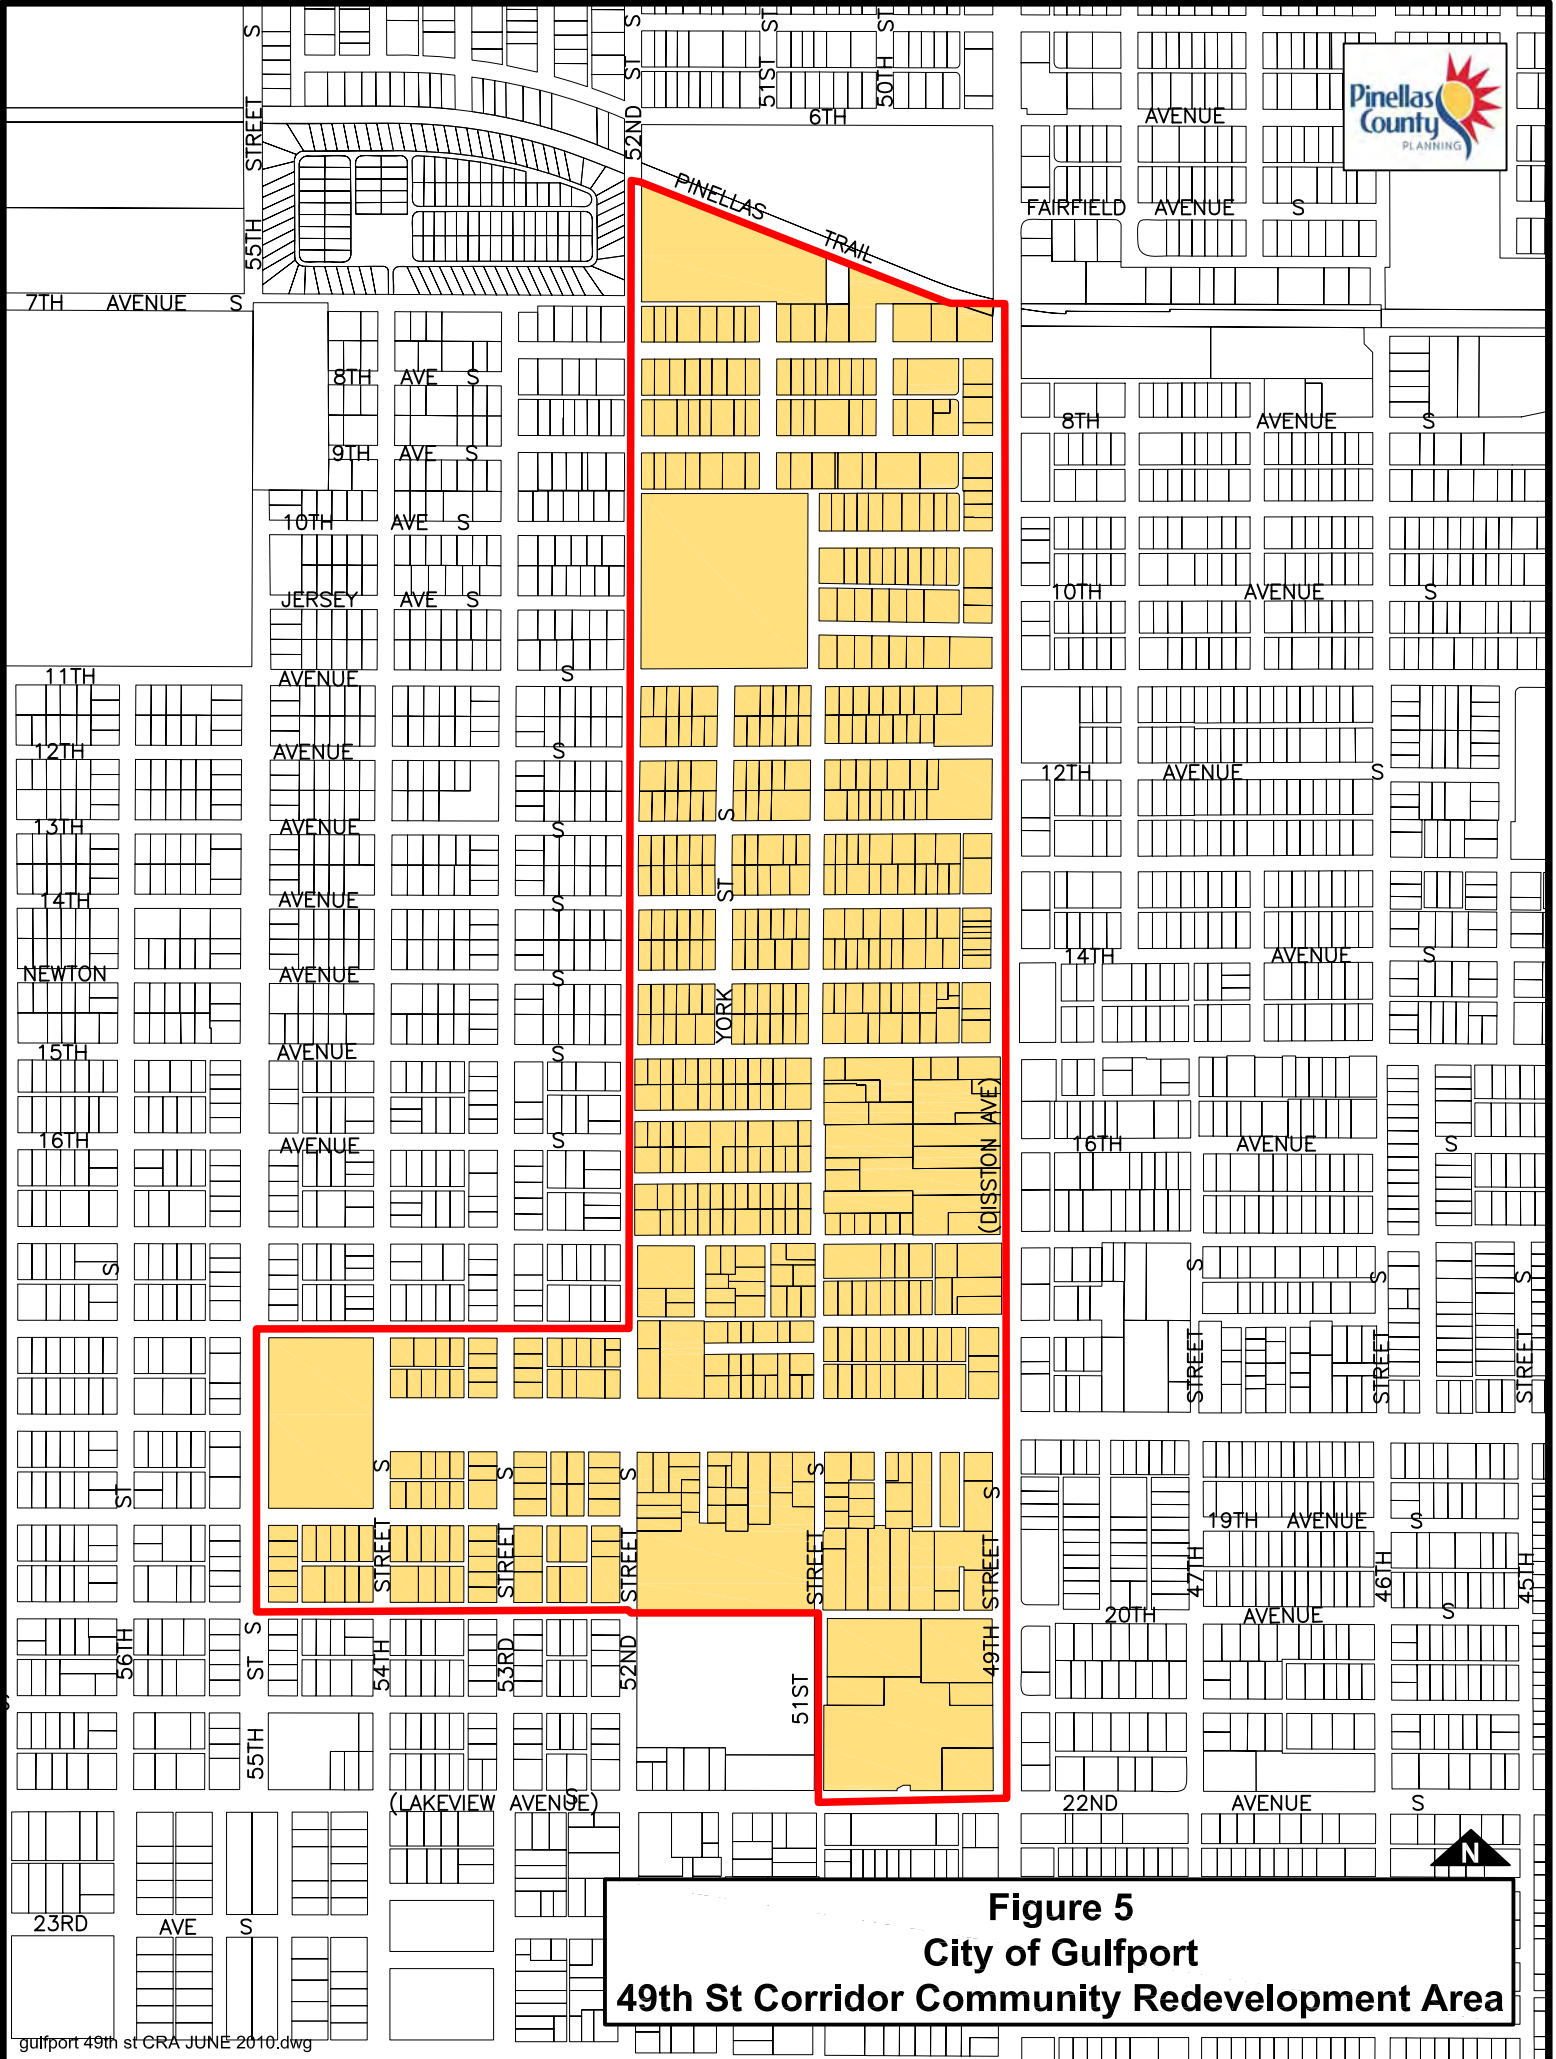 S
S
51ST ST
50TH S
52ND ST S
6TH
AVENUE
Pinellas
County
PLANNING
55TH STREET S
PINELLAS TRAIL
FAIRFIELD AVENUE S
7TH AVENUE S
8TH AVE S
8TH AVENUE S
9TH AVE S
10TH AVE S
10TH AVENUE S
JERSEY AVE S
11TH AVENUE S
12TH AVENUE S
12TH AVENUE S
13TH AVENUE S
14TH AVENUE S
14TH AVENUE S
NEWTON AVENUE S
YORK ST S
15TH AVENUE S
16TH AVENUE S
16TH AVENUE S
(DISSTON AVE)
49TH STREET S
56TH ST S
55TH ST S
54TH STREET S
53RD STREET S
52ND STREET S
51ST STREET S
47TH STREET S
46TH STREET S
45TH STREET S
19TH AVENUE S
20TH AVENUE S
(LAKEVIEW AVENUE) S
22ND AVENUE S
23RD AVE S
N
Figure 5
City of Gulfport
49th St Corridor Community Redevelopment Area
gulfport 49th st CRA JUNE 2010.dwg